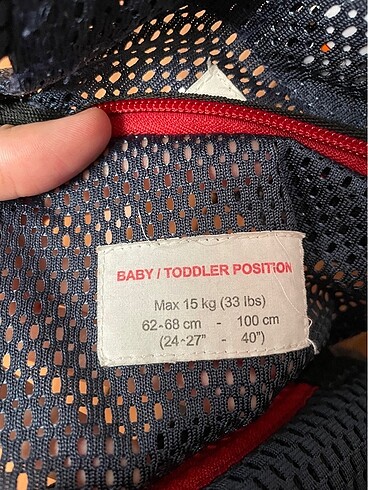 BABY / TODDLER POSITION
Max 15 kg (33 lbs)
62-68 cm - 100 cm
(24-27" - 40")